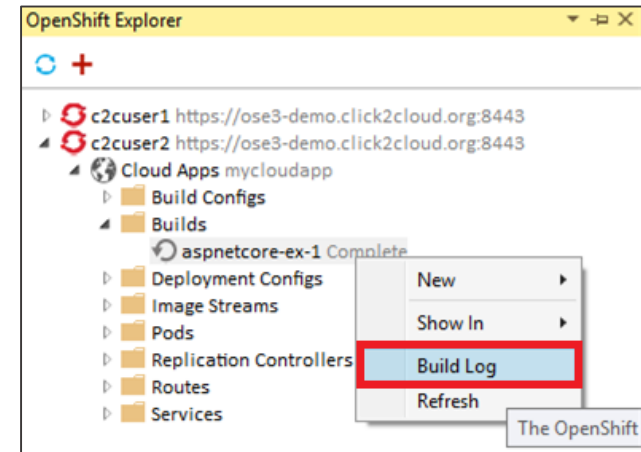 OpenShift Explorer
c2cuser1 https://ose3-demo.click2cloud.org:8443
c2cuser2 https://ose3-demo.click2cloud.org:8443
Cloud Apps mycloudapp
Build Configs
Builds
aspnetcore-ex-1 Complete
Deployment Configs
Image Streams
Pods
Replication Controllers
Routes
Services
New
Show In
Build Log
Refresh
The OpenShift